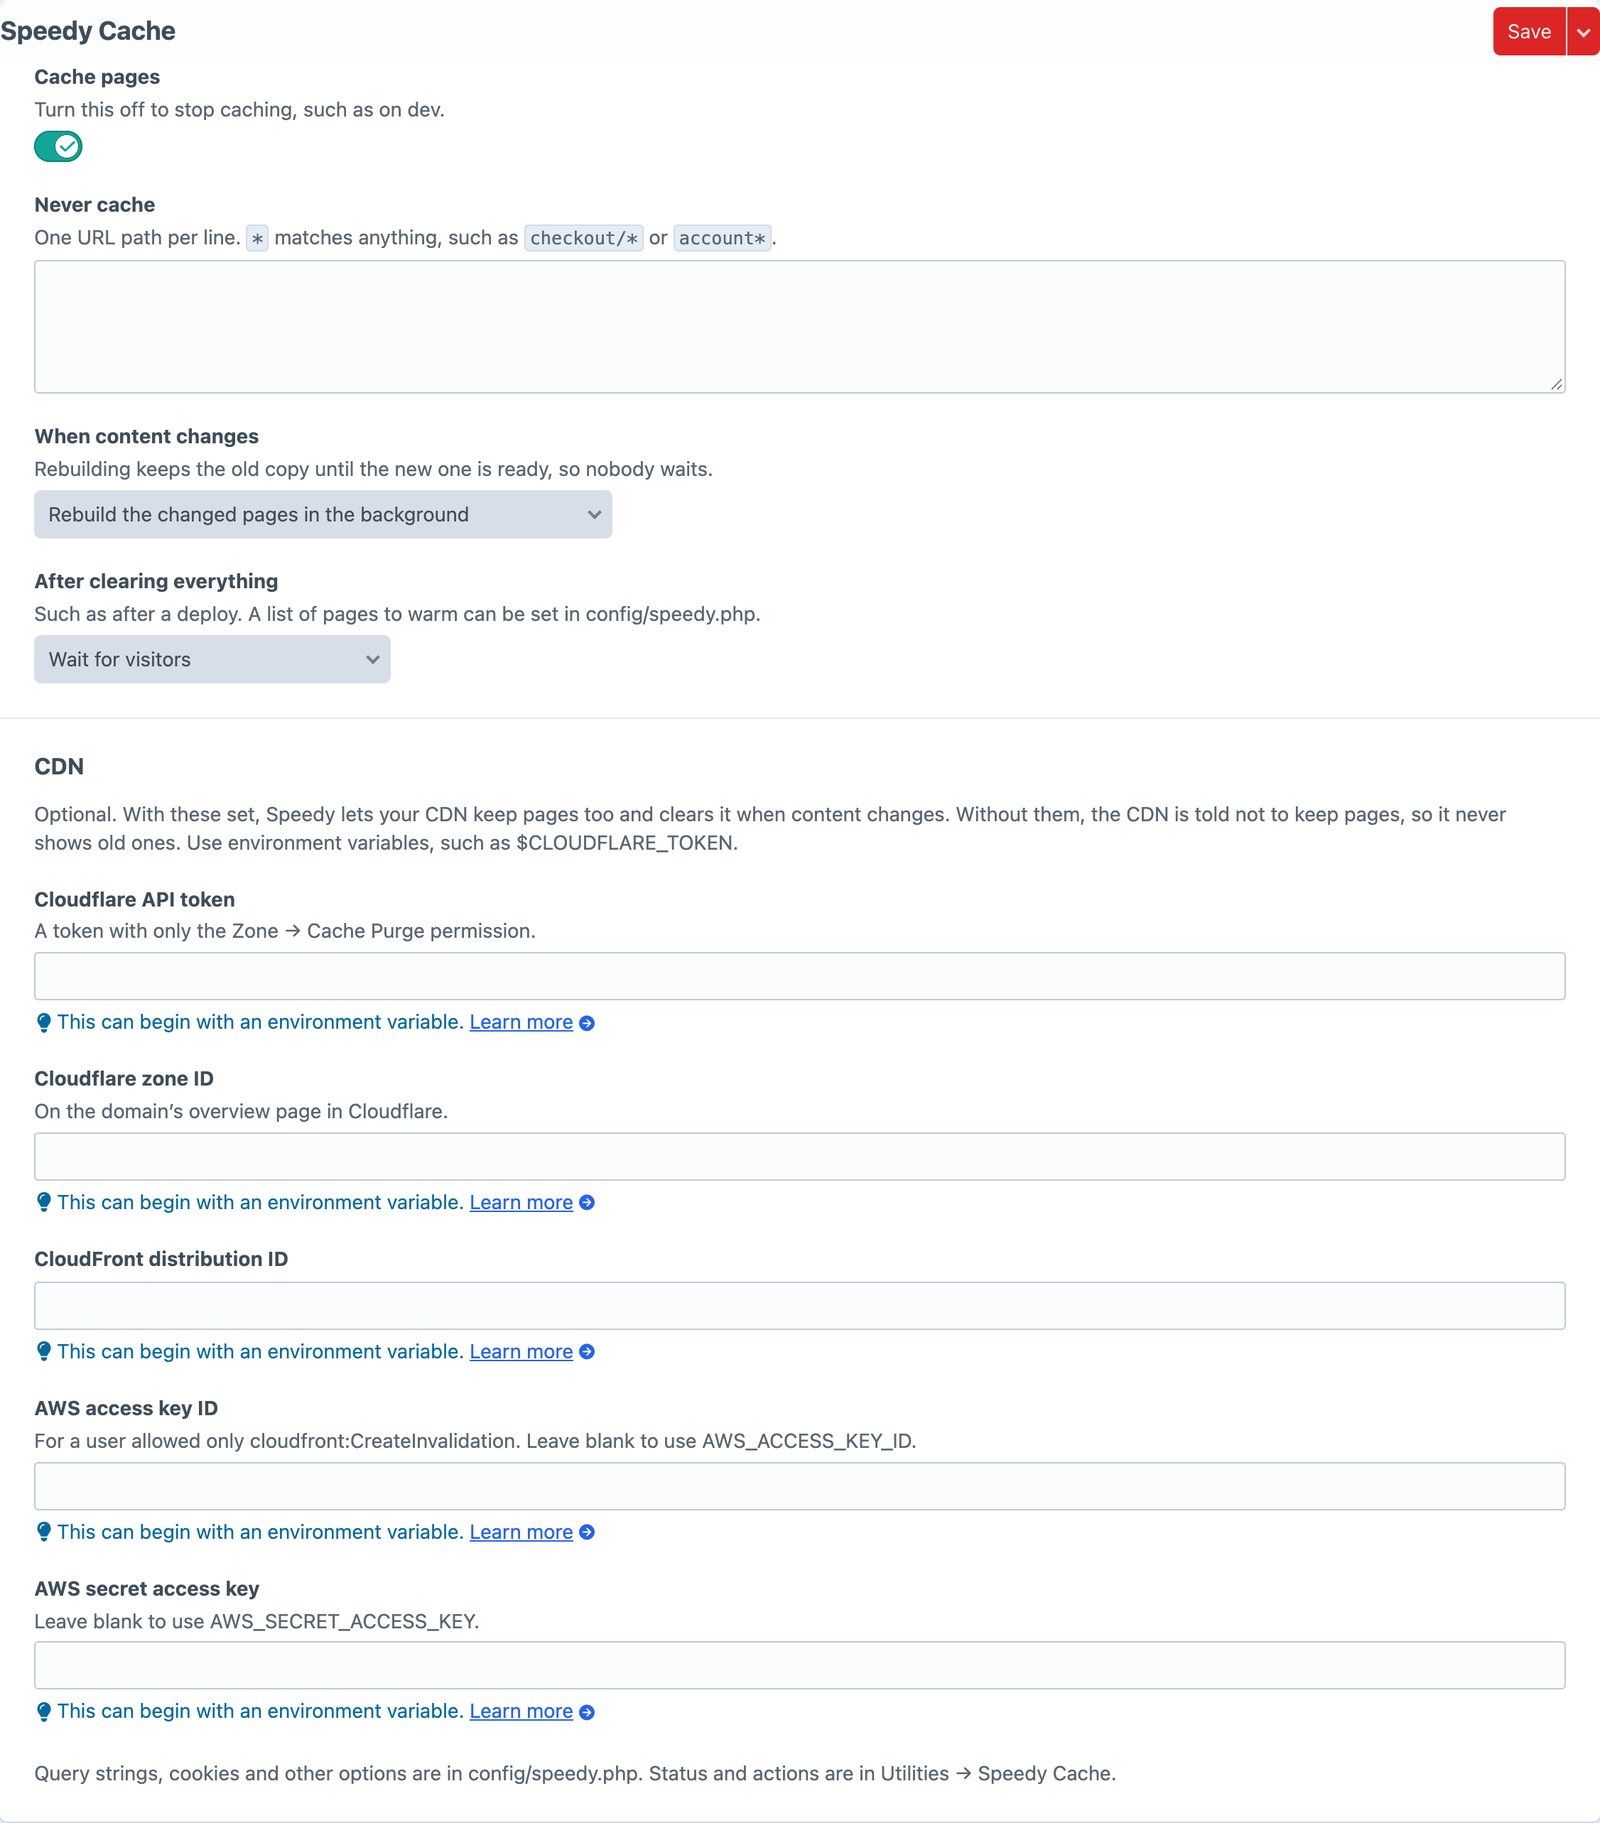 Speedy Cache
Save
Cache pages
Turn this off to stop caching, such as on dev.
Never cache
One URL path per line. * matches anything, such as checkout/* or account*.
When content changes
Rebuilding keeps the old copy until the new one is ready, so nobody waits.
Rebuild the changed pages in the background
After clearing everything
Such as after a deploy. A list of pages to warm can be set in config/speedy.php.
Wait for visitors
CDN
Optional. With these set, Speedy lets your CDN keep pages too and clears it when content changes. Without them, the CDN is told not to keep pages, so it never
shows old ones. Use environment variables, such as $CLOUDFLARE_TOKEN.
Cloudflare API token
A token with only the Zone → Cache Purge permission.
This can begin with an environment variable. Learn more
Cloudflare zone ID
On the domain’s overview page in Cloudflare.
This can begin with an environment variable. Learn more
CloudFront distribution ID
This can begin with an environment variable. Learn more
AWS access key ID
For a user allowed only cloudfront:CreateInvalidation. Leave blank to use AWS_ACCESS_KEY_ID.
This can begin with an environment variable. Learn more
AWS secret access key
Leave blank to use AWS_SECRET_ACCESS_KEY.
This can begin with an environment variable. Learn more
Query strings, cookies and other options are in config/speedy.php. Status and actions are in Utilities → Speedy Cache.